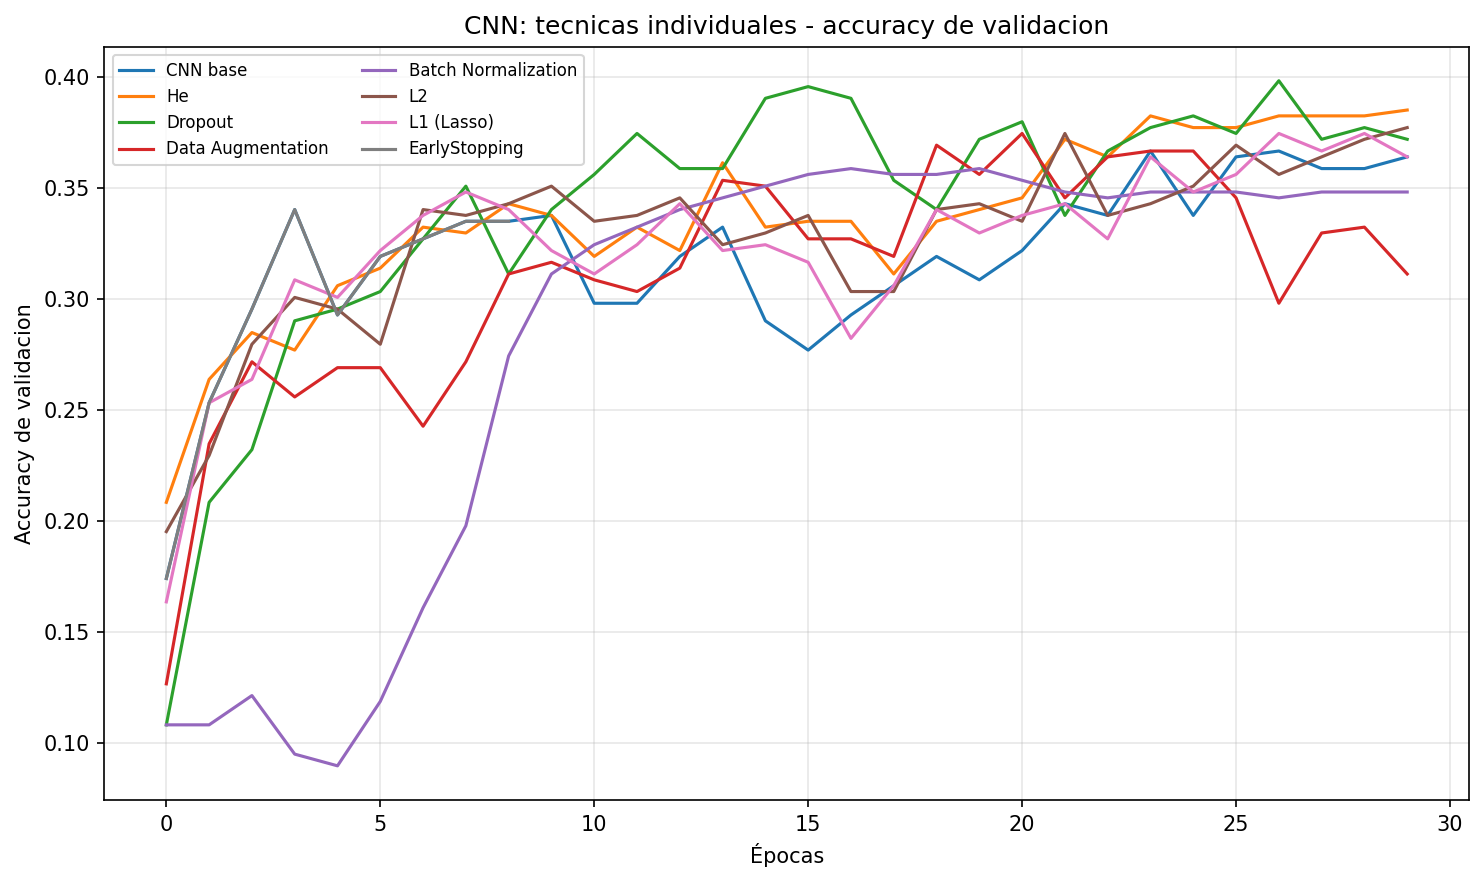 CNN: tecnicas individuales - accuracy de validacion
CNN base
He
Dropout
Data Augmentation
Batch Normalization
L2
L1 (Lasso)
EarlyStopping
Accuracy de validacion
0.40
0.35
0.30
0.25
0.20
0.15
0.10
0 5 10 15 20 25 30
Épocas